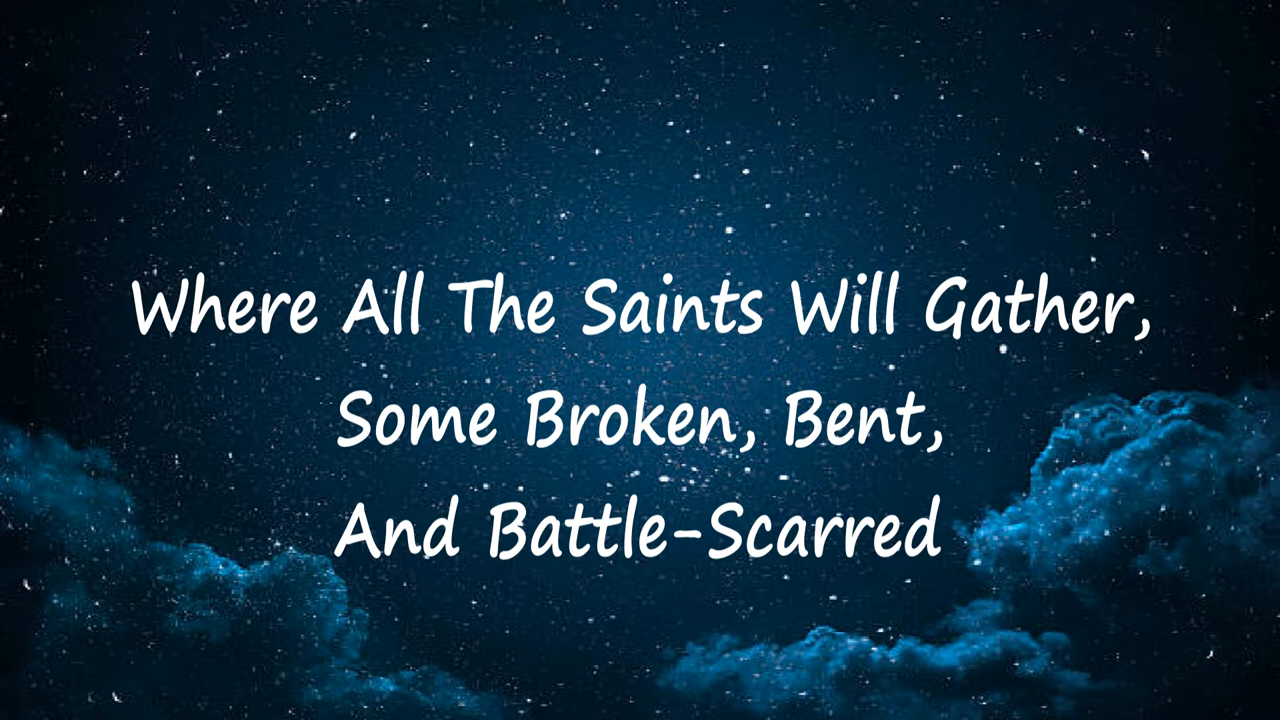 Where All The Saints Will Gather,
Some Broken, Bent,
And Battle-Scarred